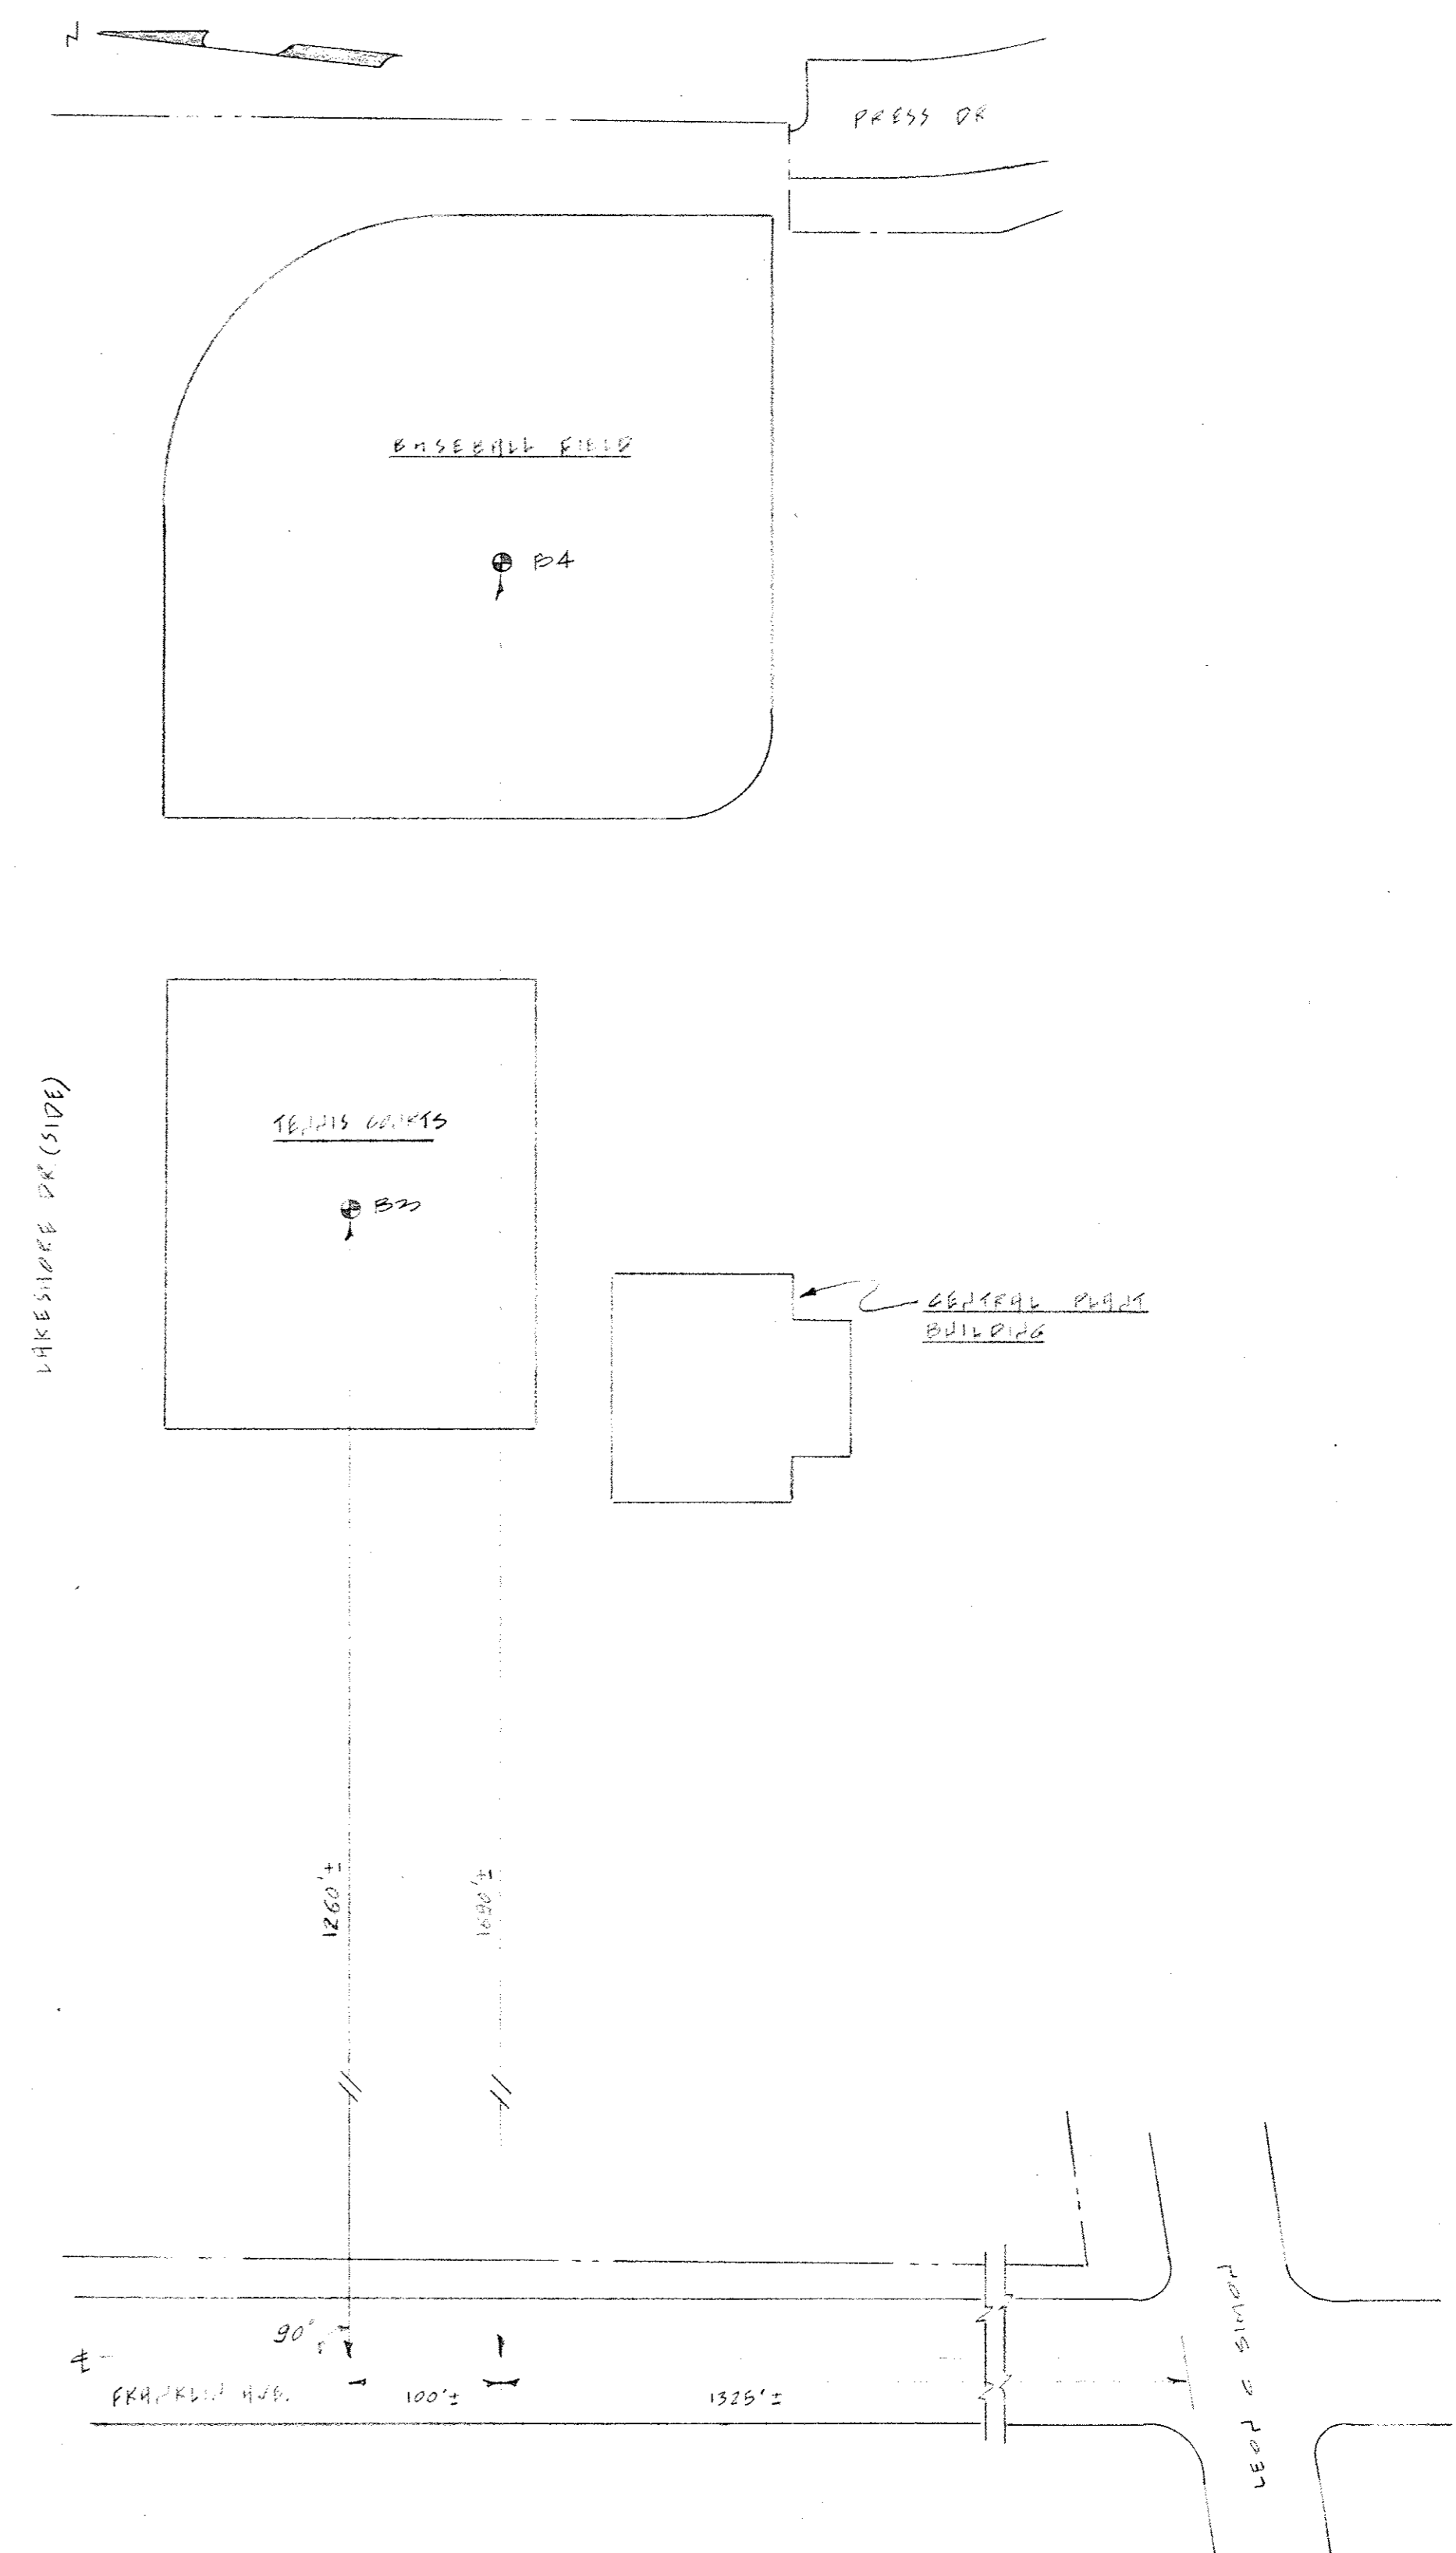 N
PRESS DR
BASEBALL FIELD
B4
LAKESHORE DR (SIDE)
TENNIS COURTS
B3
CENTRAL PLANT
BUILDING
1260'±
90°
℄
FRANKLIN AVE.
100'±
1325'±
LEON C SIMON